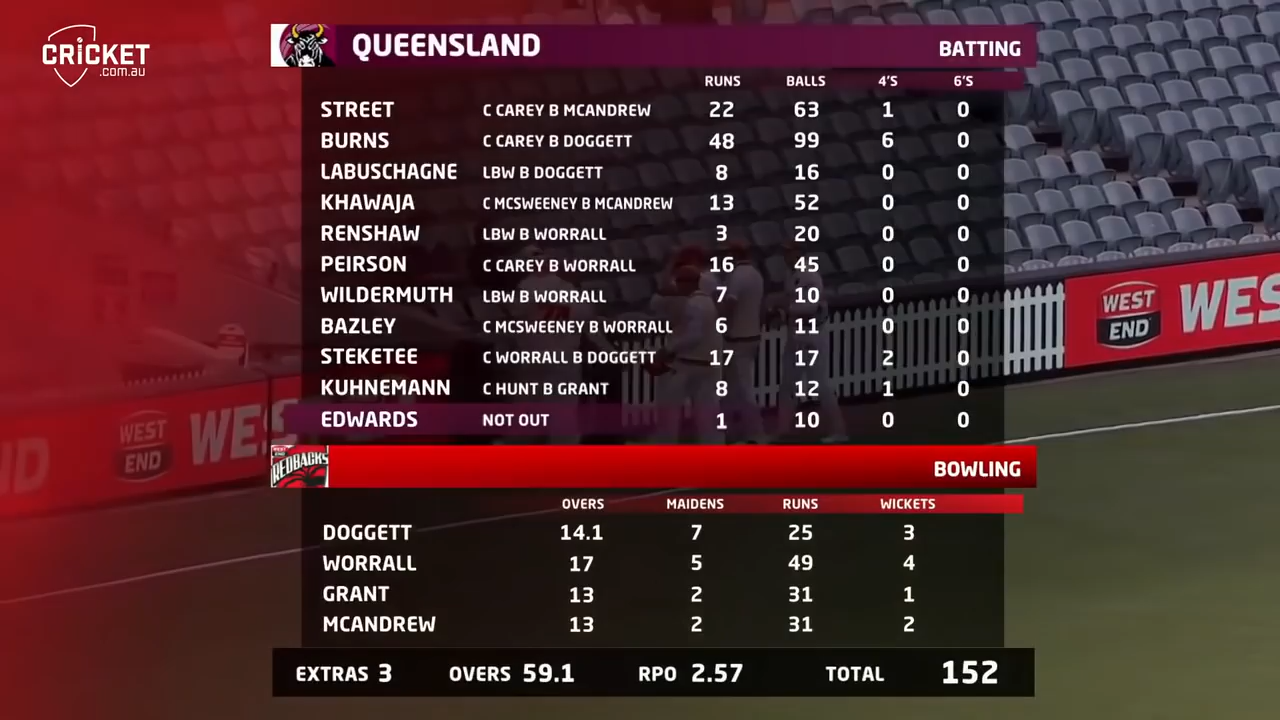 CRICKET
.com.au
QUEENSLAND BATTING
RUNS BALLS 4'S 6'S
STREET C CAREY B MCANDREW 22 63 1 0
BURNS C CAREY B DOGGETT 48 99 6 0
LABUSCHAGNE LBW B DOGGETT 8 16 0 0
KHAWAJA C MCSWEENEY B MCANDREW 13 52 0 0
RENSHAW LBW B WORRALL 3 20 0 0
PEIRSON C CAREY B WORRALL 16 45 0 0
WILDERMUTH LBW B WORRALL 7 10 0 0
BAZLEY C MCSWEENEY B WORRALL 6 11 0 0
STEKETEE C WORRALL B DOGGETT 17 17 2 0
KUHNEMANN C HUNT B GRANT 8 12 1 0
EDWARDS NOT OUT 1 10 0 0
WEST END WES
ND WEST END WES
REDBACKS BOWLING
OVERS MAIDENS RUNS WICKETS
DOGGETT 14.1 7 25 3
WORRALL 17 5 49 4
GRANT 13 2 31 1
MCANDREW 13 2 31 2
EXTRAS 3 OVERS 59.1 RPO 2.57 TOTAL 152